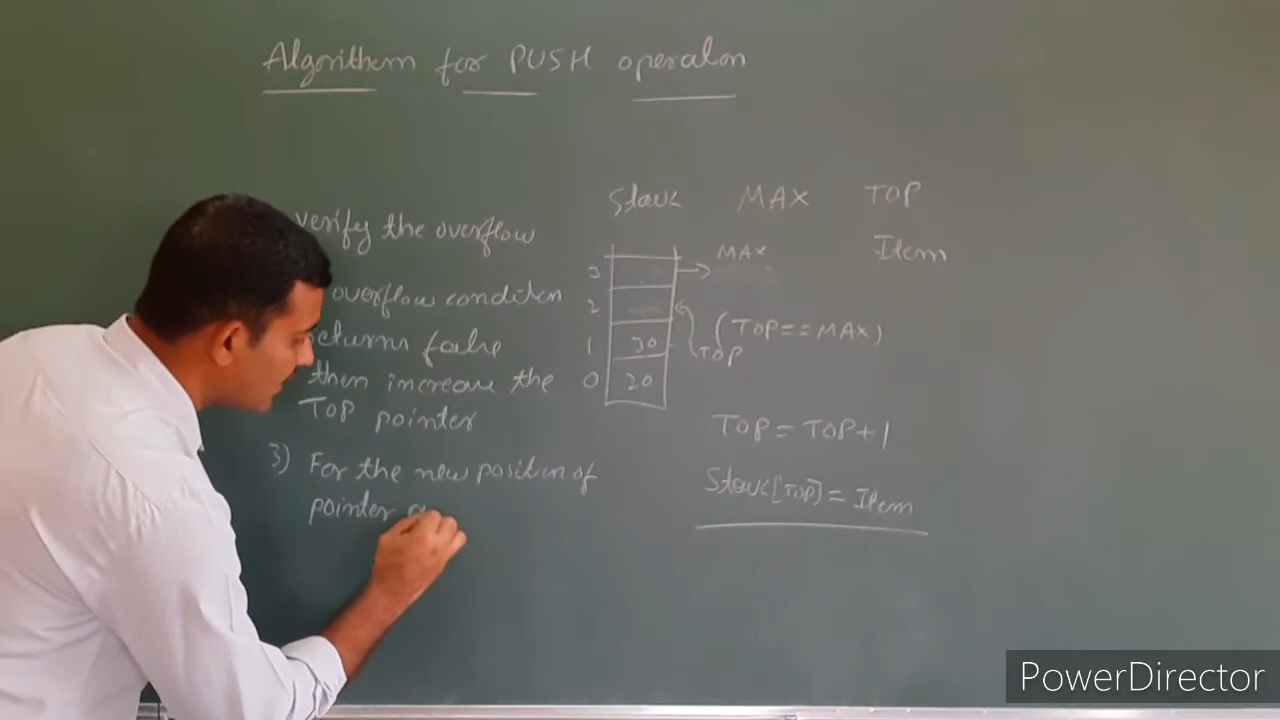 Algorithm for PUSH operation
verify the overflow
overflow condition
returns false
then increase the
TOP pointer
3) For the new position of
pointer
Stack MAX TOP
Item
MAX
3
2
1 30
0 20
TOP
(TOP==MAX)
TOP = TOP+1
Stack[TOP] = Item
PowerDirector